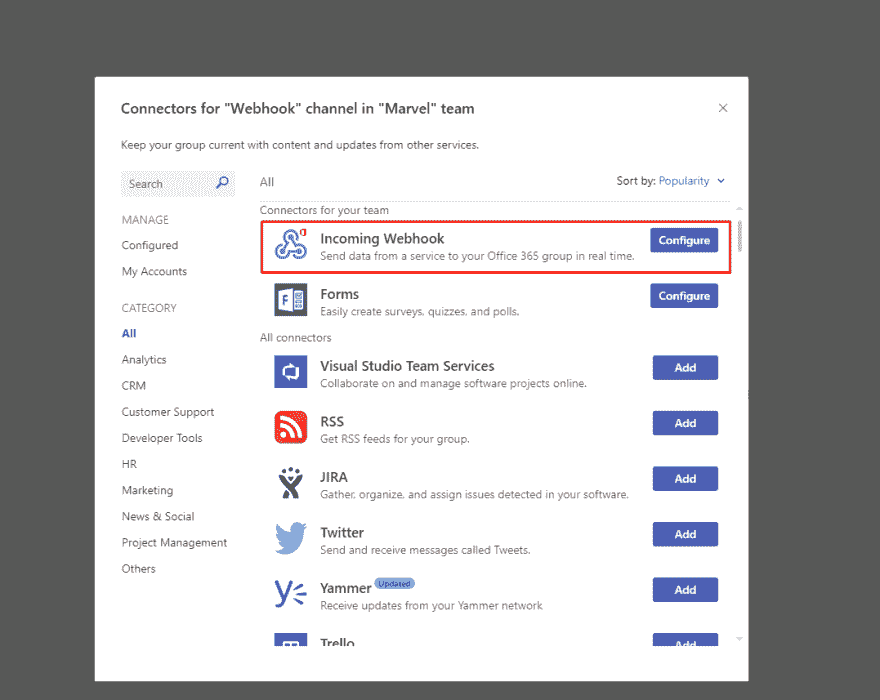 Connectors for "Webhook" channel in "Marvel" team
Keep your group current with content and updates from other services.
Search
All
Sort by: Popularity
MANAGE
Configured
My Accounts
CATEGORY
All
Analytics
CRM
Customer Support
Developer Tools
HR
Marketing
News & Social
Project Management
Others
Connectors for your team
Incoming Webhook
Send data from a service to your Office 365 group in real time.
Configure
Forms
Easily create surveys, quizzes, and polls.
Configure
All connectors
Visual Studio Team Services
Collaborate on and manage software projects online.
Add
RSS
Get RSS feeds for your group.
Add
JIRA
Gather, organize, and assign issues detected in your software.
Add
Twitter
Send and receive messages called Tweets.
Add
Yammer Updated
Receive updates from your Yammer network
Add
Trello
Add